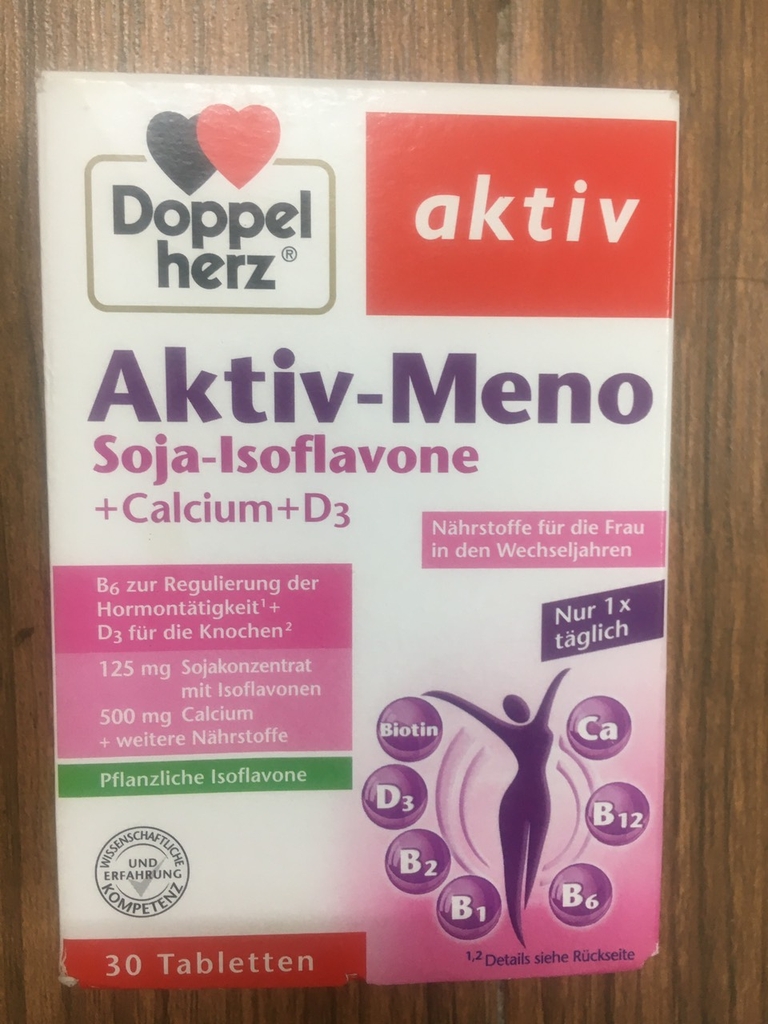 Doppel
herz®
aktiv
Aktiv-Meno
Soja-Isoflavone
+Calcium+D3
Nährstoffe für die Frau
in den Wechseljahren
B6 zur Regulierung der
Hormontätigkeit¹+
D3 für die Knochen²
125 mg Sojakonzentrat
mit Isoflavonen
500 mg Calcium
+ weitere Nährstoffe
Pflanzliche Isoflavone
Nur 1x
täglich
Biotin
Ca
D3
B12
B2
B6
B1
WISSENSCHAFTLICHE
UND
ERFAHRUNG
KOMPETENZ
30 Tabletten
¹,² Details siehe Rückseite